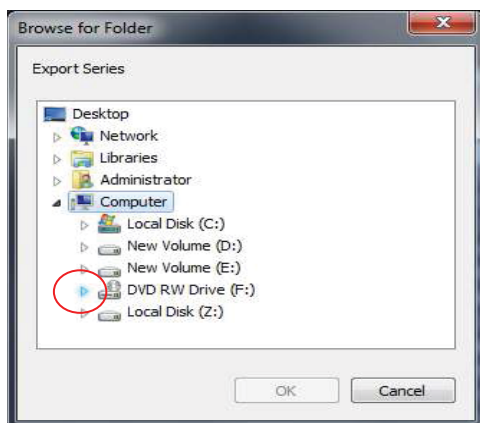 Browse for Folder
Export Series
Desktop
Network
Libraries
Administrator
Computer
Local Disk (C:)
New Volume (D:)
New Volume (E:)
DVD RW Drive (F:)
Local Disk (Z:)
OK Cancel